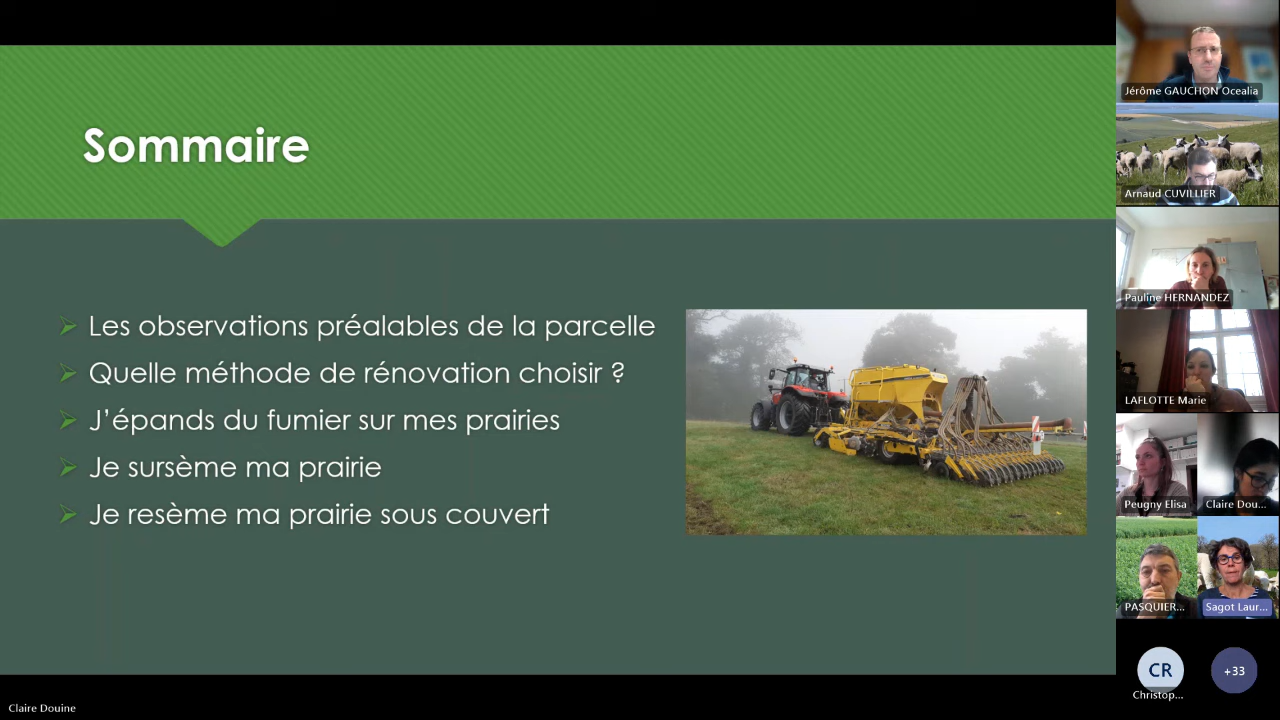 Sommaire
Les observations préalables de la parcelle
Quelle méthode de rénovation choisir ?
J'épands du fumier sur mes prairies
Je sursème ma prairie
Je resème ma prairie sous couvert
Jérôme GAUCHON Ocealia
Arnaud CUVILLIER
Pauline HERNANDEZ
LAFLOTTE Marie
Peugny Elisa
Claire Dou...
PASQUIER...
Sagot Laur...
CR
Christop...
+33
Claire Douine